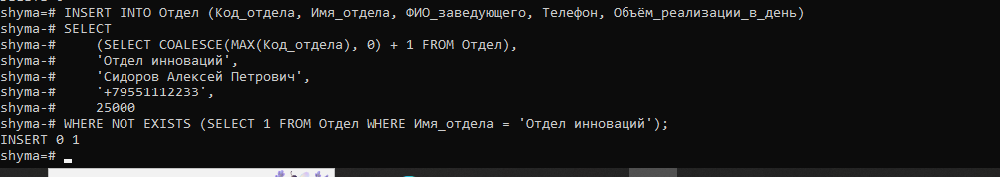 shyma=# INSERT INTO Отдел (Код_отдела, Имя_отдела, ФИО_заведующего, Телефон, Объём_реализации_в_день)
shyma-# SELECT
shyma-#     (SELECT COALESCE(MAX(Код_отдела), 0) + 1 FROM Отдел),
shyma-#     'Отдел инноваций',
shyma-#     'Сидоров Алексей Петрович',
shyma-#     '+79551112233',
shyma-#     25000
shyma-# WHERE NOT EXISTS (SELECT 1 FROM Отдел WHERE Имя_отдела = 'Отдел инноваций');
INSERT 0 1
shyma=#